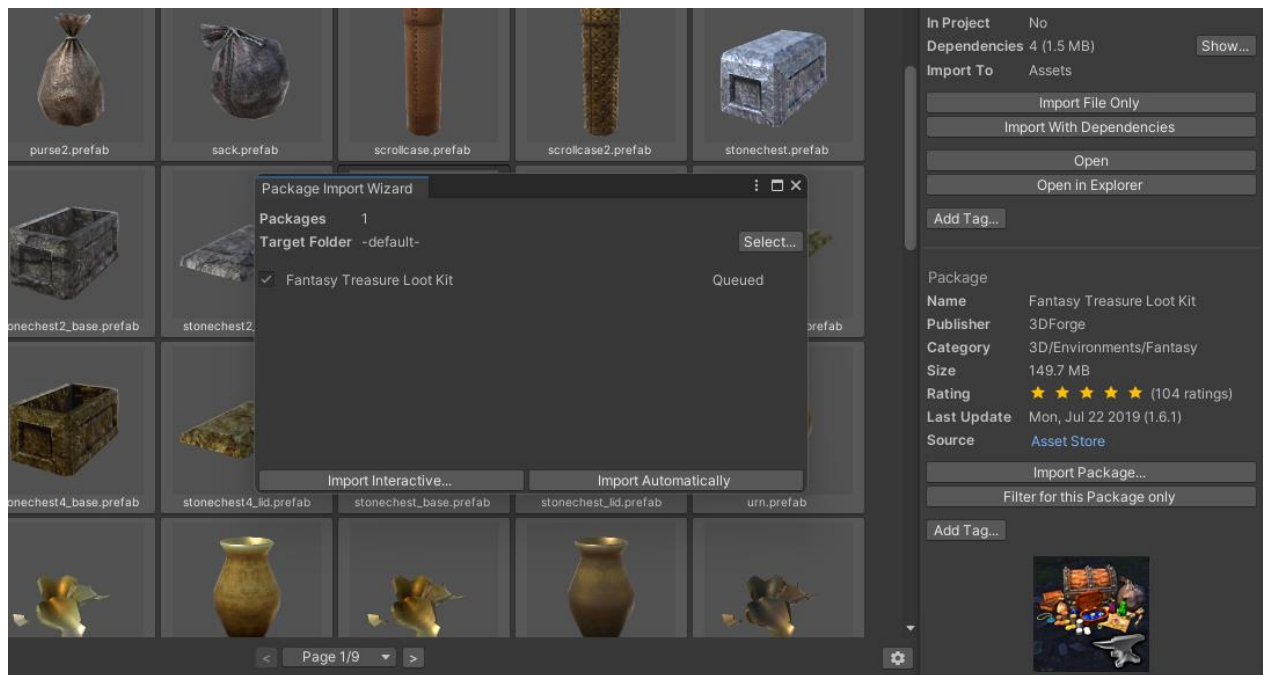 In Project No
Dependencies 4 (1.5 MB) Show...
Import To Assets
Import File Only
Import With Dependencies
Open
Open in Explorer
Add Tag...
purse2.prefab sack.prefab scrollcase.prefab scrollcase2.prefab stonechest.prefab
Package Import Wizard
Packages 1
Target Folder -default-
Select...
Fantasy Treasure Loot Kit Queued
Import Interactive... Import Automatically
onechest2_base.prefab stonechest2_ prefab
onechest4_base.prefab stonechest4_lid.prefab stonechest_base.prefab stonechest_lid.prefab urn.prefab
< Page 1/9 >
Package
Name Fantasy Treasure Loot Kit
Publisher 3DForge
Category 3D/Environments/Fantasy
Size 149.7 MB
Rating (104 ratings)
Last Update Mon, Jul 22 2019 (1.6.1)
Source Asset Store
Import Package...
Filter for this Package only
Add Tag...